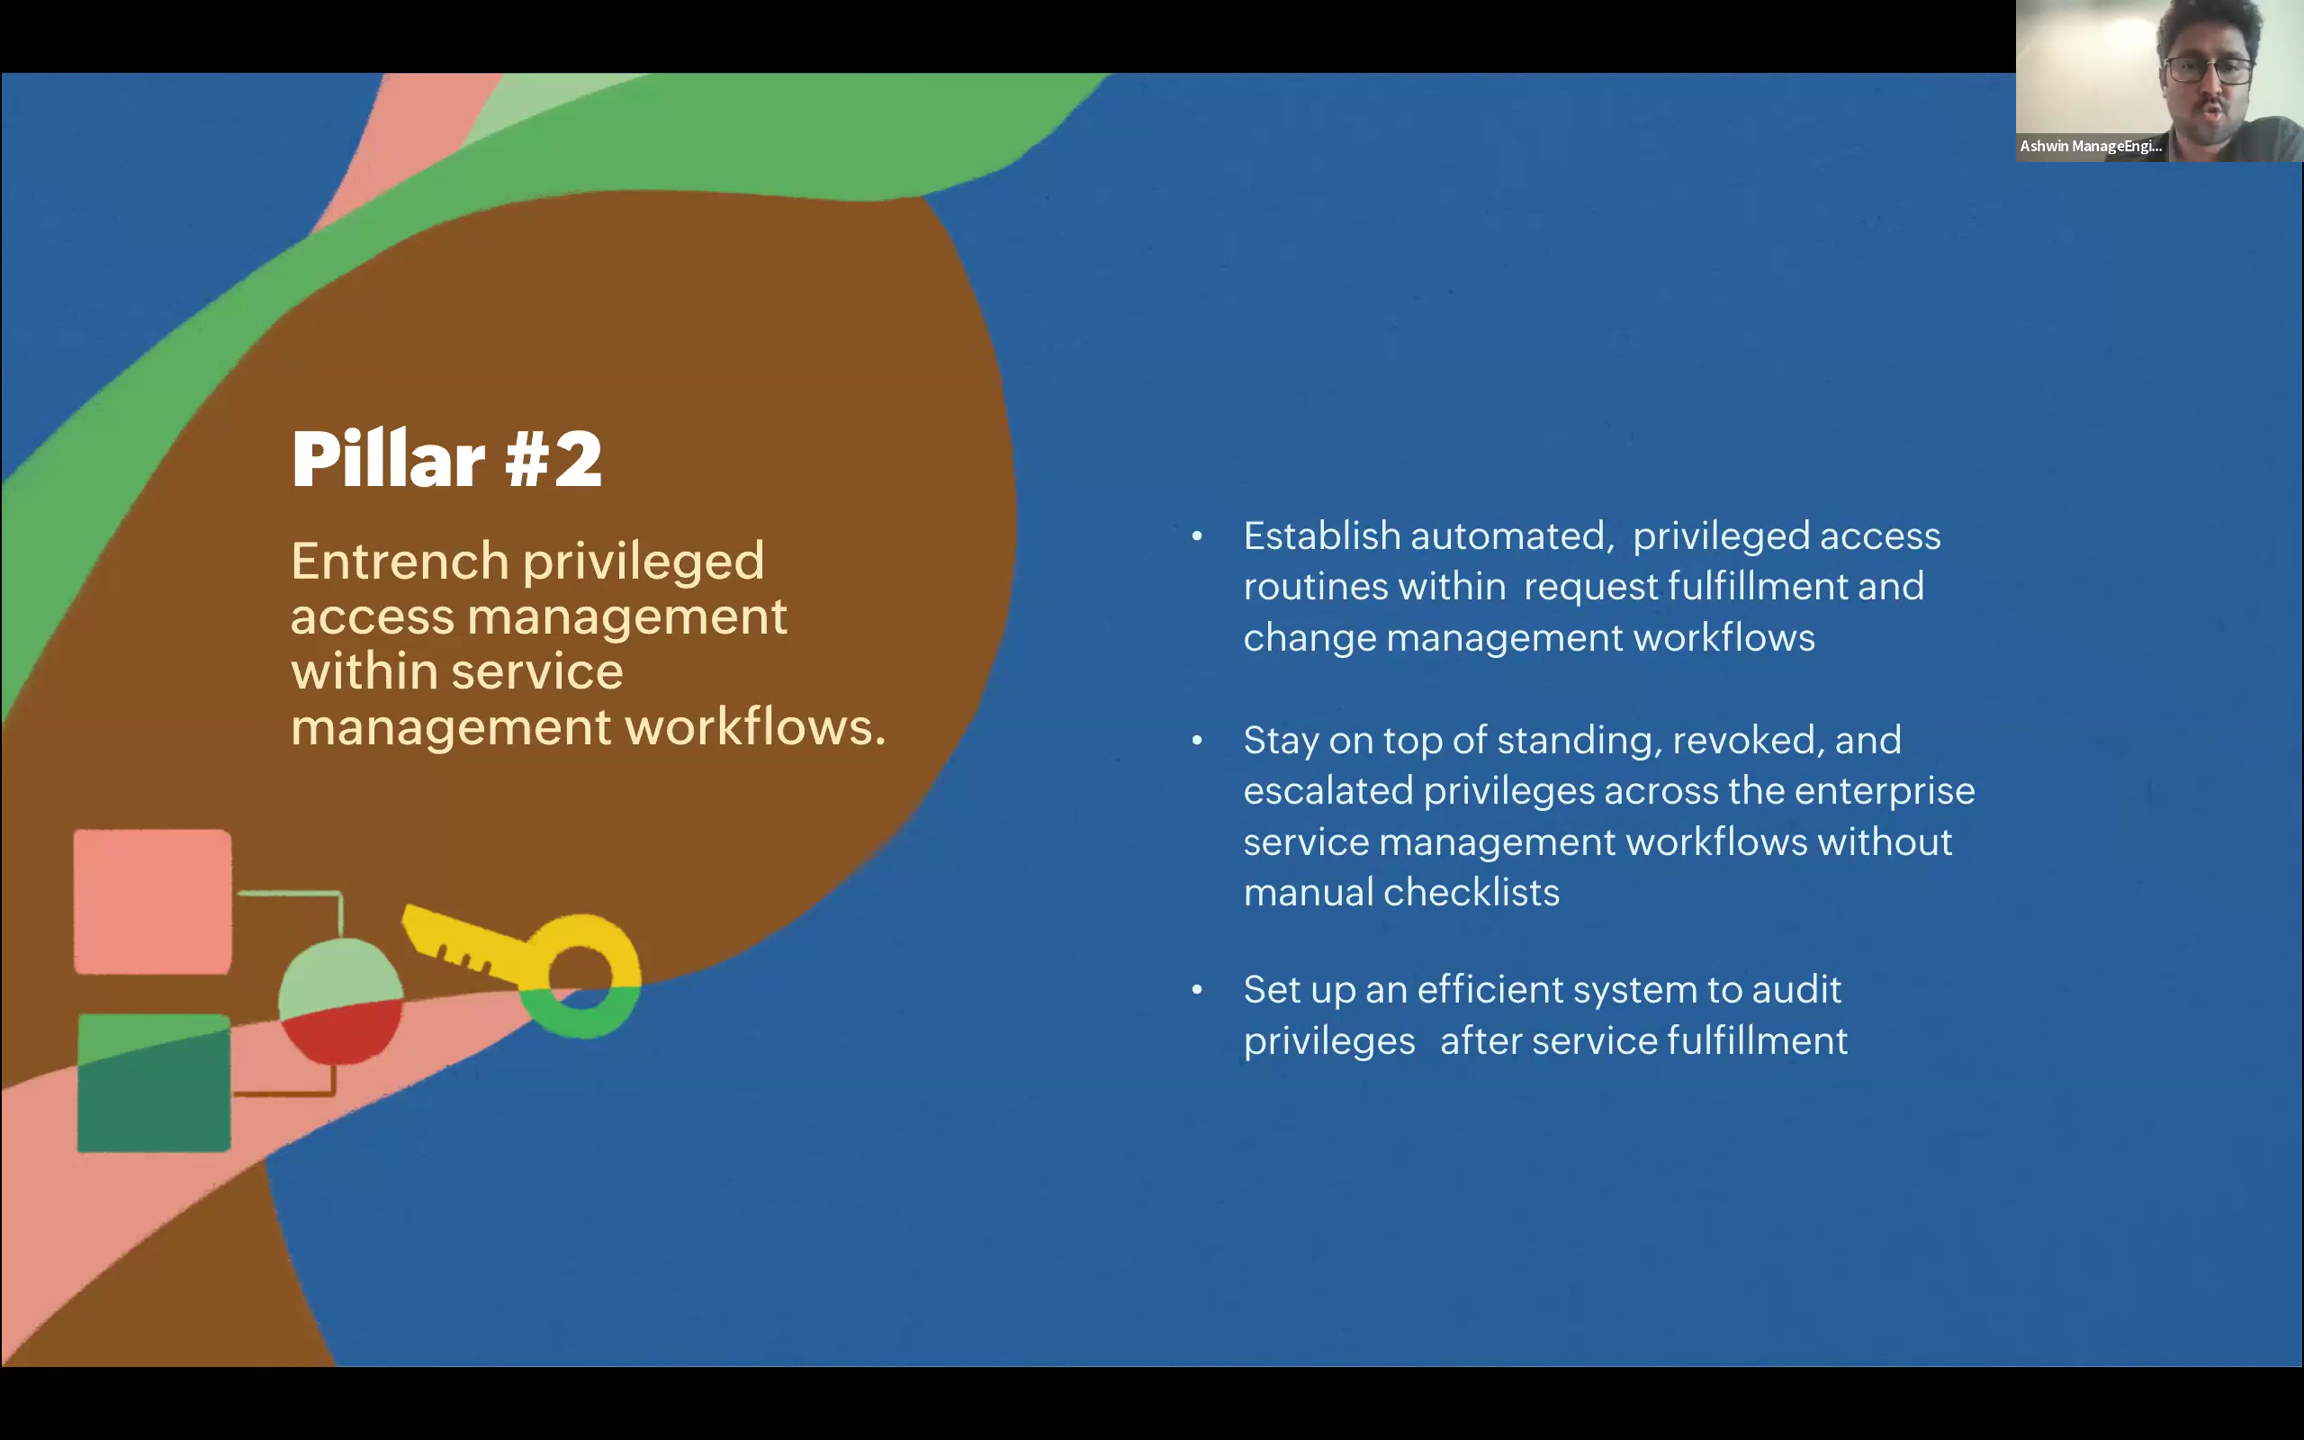 Ashwin ManageEngi...
Pillar #2
Entrench privileged
access management
within service
management workflows.
• Establish automated,  privileged access
routines within  request fulfillment and
change management workflows
• Stay on top of standing, revoked, and
escalated privileges across the enterprise
service management workflows without
manual checklists
• Set up an efficient system to audit
privileges   after service fulfillment